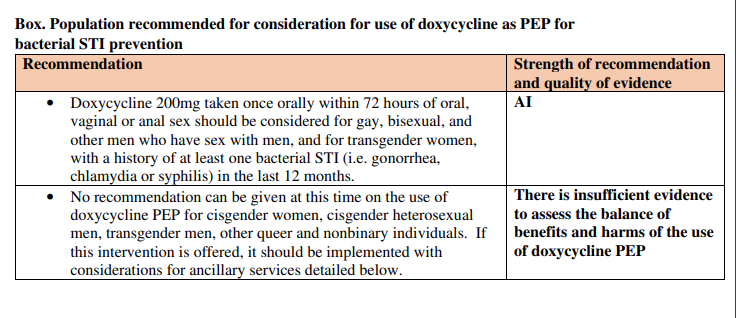 Box. Population recommended for consideration for use of doxycycline as PEP for
bacterial STI prevention
Recommendation
Strength of recommendation
and quality of evidence
• Doxycycline 200mg taken once orally within 72 hours of oral,
vaginal or anal sex should be considered for gay, bisexual, and
other men who have sex with men, and for transgender women,
with a history of at least one bacterial STI (i.e. gonorrhea,
chlamydia or syphilis) in the last 12 months.
AI
• No recommendation can be given at this time on the use of
doxycycline PEP for cisgender women, cisgender heterosexual
men, transgender men, other queer and nonbinary individuals.  If
this intervention is offered, it should be implemented with
considerations for ancillary services detailed below.
There is insufficient evidence
to assess the balance of
benefits and harms of the use
of doxycycline PEP